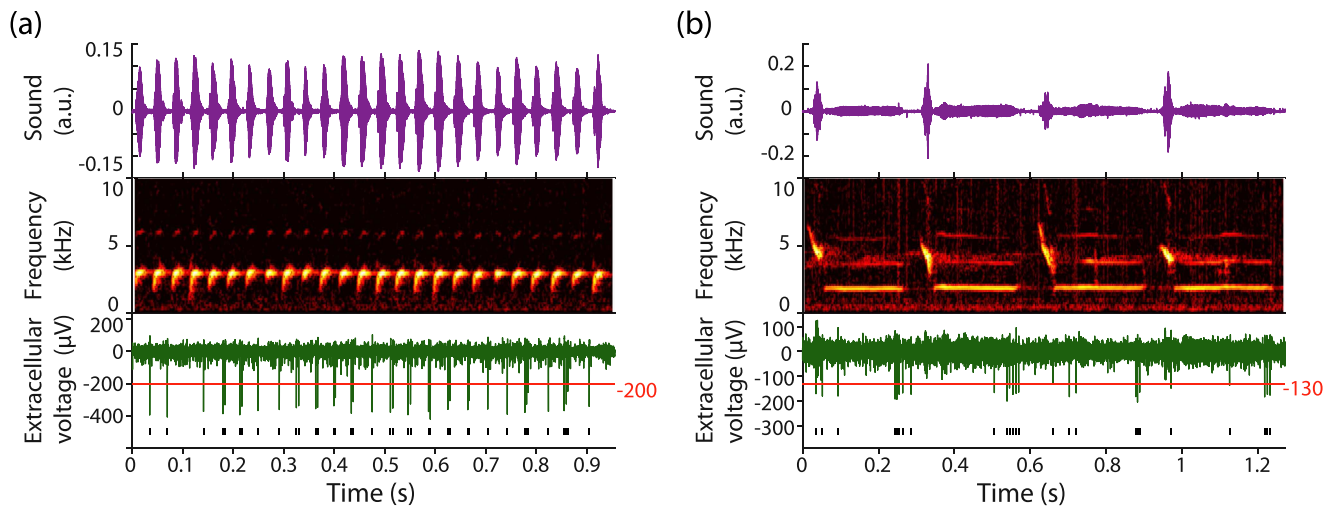 (a)
Sound
(a.u.)
0.15
0
-0.15
Frequency
(kHz)
10
5
0
Extracellular
voltage (µV)
200
0
-200
-400
-200
0 0.1 0.2 0.3 0.4 0.5 0.6 0.7 0.8 0.9
Time (s)
(b)
Sound
(a.u.)
0.2
0
-0.2
Frequency
(kHz)
10
5
0
Extracellular
voltage (µV)
100
0
-100
-200
-300
-130
0 0.2 0.4 0.6 0.8 1 1.2
Time (s)